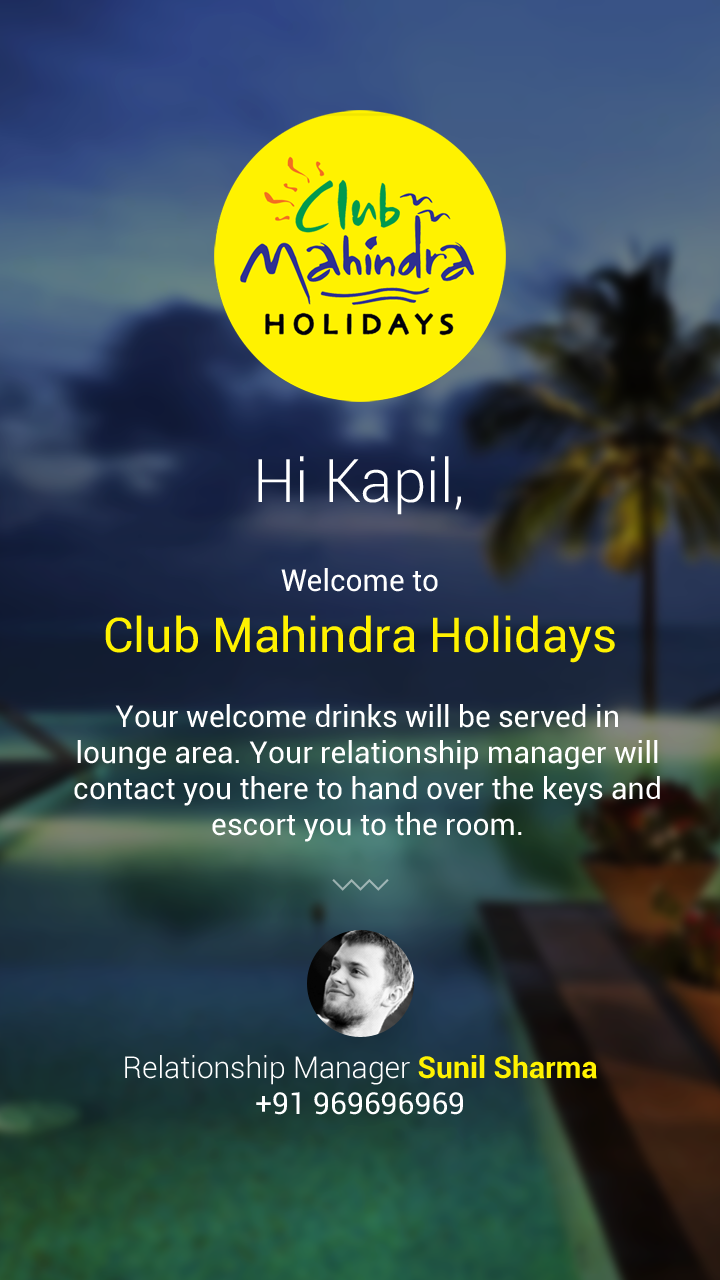 Club
Mahindra
HOLIDAYS
Hi Kapil,
Welcome to
Club Mahindra Holidays
Your welcome drinks will be served in
lounge area. Your relationship manager will
contact you there to hand over the keys and
escort you to the room.
Relationship Manager Sunil Sharma
+91 969696969